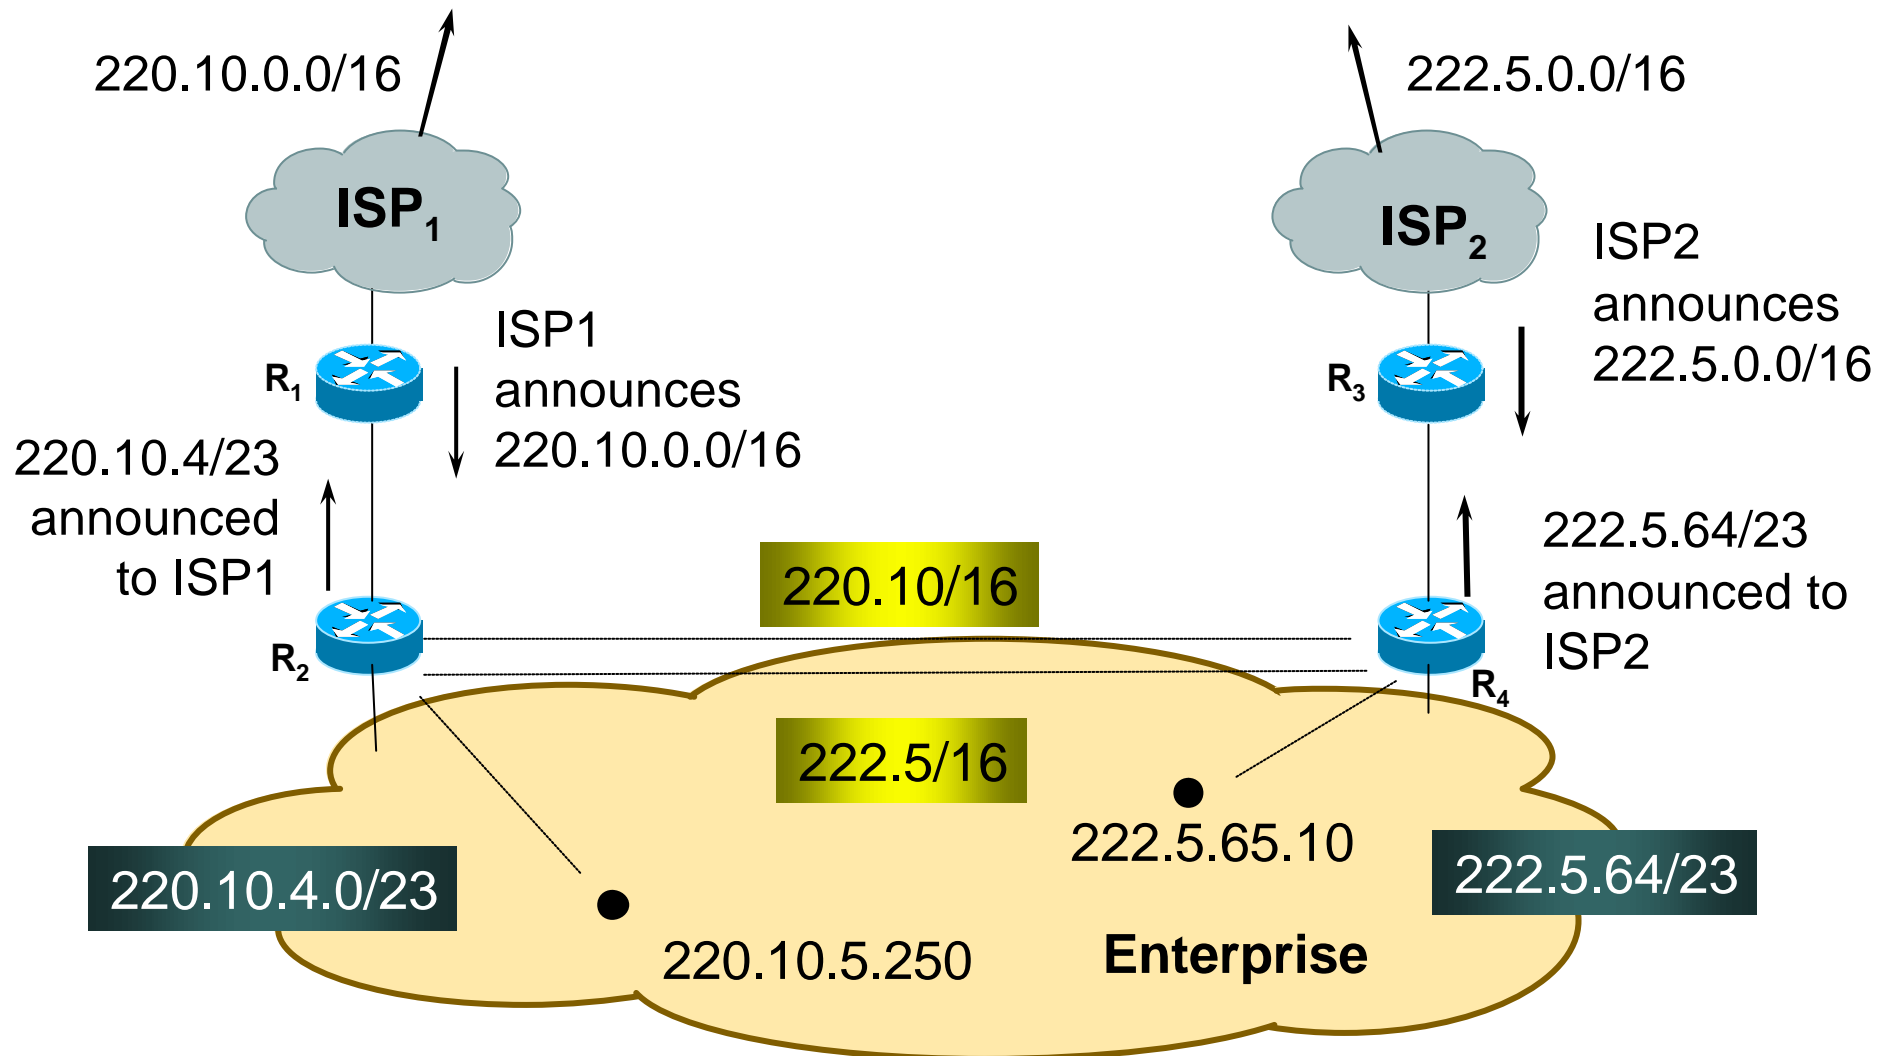 220.10.0.0/16
222.5.0.0/16
ISP1
ISP2
ISP2
announces
222.5.0.0/16
ISP1
announces
220.10.0.0/16
R1
R3
220.10.4/23
announced
to ISP1
222.5.64/23
announced to
ISP2
220.10/16
R2
R4
222.5/16
222.5.65.10
220.10.4.0/23
222.5.64/23
220.10.5.250
Enterprise